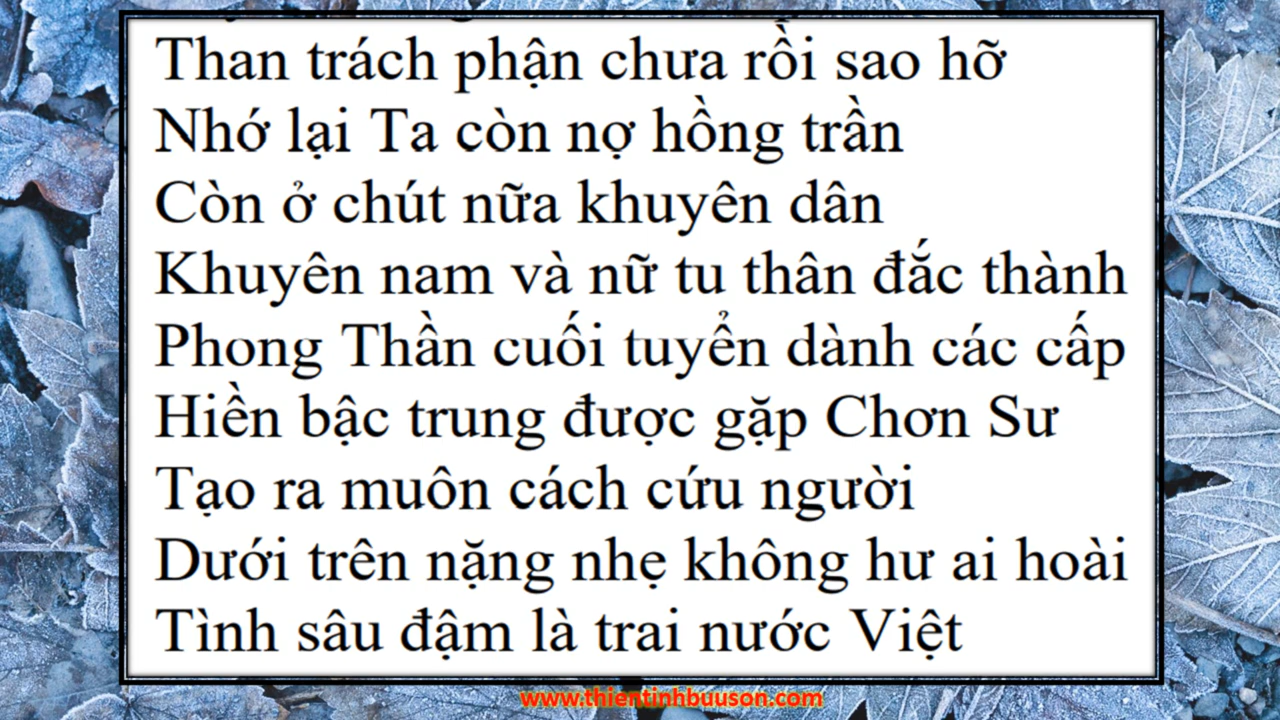 Than trách phận chưa rồi sao hỡ
Nhớ lại Ta còn nợ hồng trần
Còn ở chút nữa khuyên dân
Khuyên nam và nữ tu thân đắc thành
Phong Thần cuối tuyển dành các cấp
Hiền bậc trung được gặp Chơn Sư
Tạo ra muôn cách cứu người
Dưới trên nặng nhẹ không hư ai hoài
Tình sâu đậm là trai nước Việt
www.thientinhbuuson.com